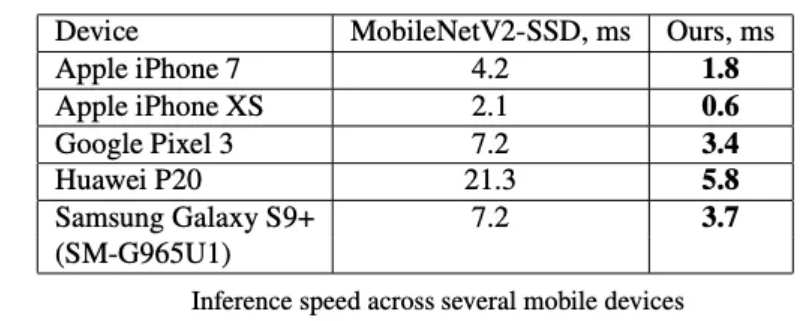 Device MobileNetV2-SSD, ms Ours, ms
Apple iPhone 7 4.2 1.8
Apple iPhone XS 2.1 0.6
Google Pixel 3 7.2 3.4
Huawei P20 21.3 5.8
Samsung Galaxy S9+ 7.2 3.7
(SM-G965U1)
Inference speed across several mobile devices